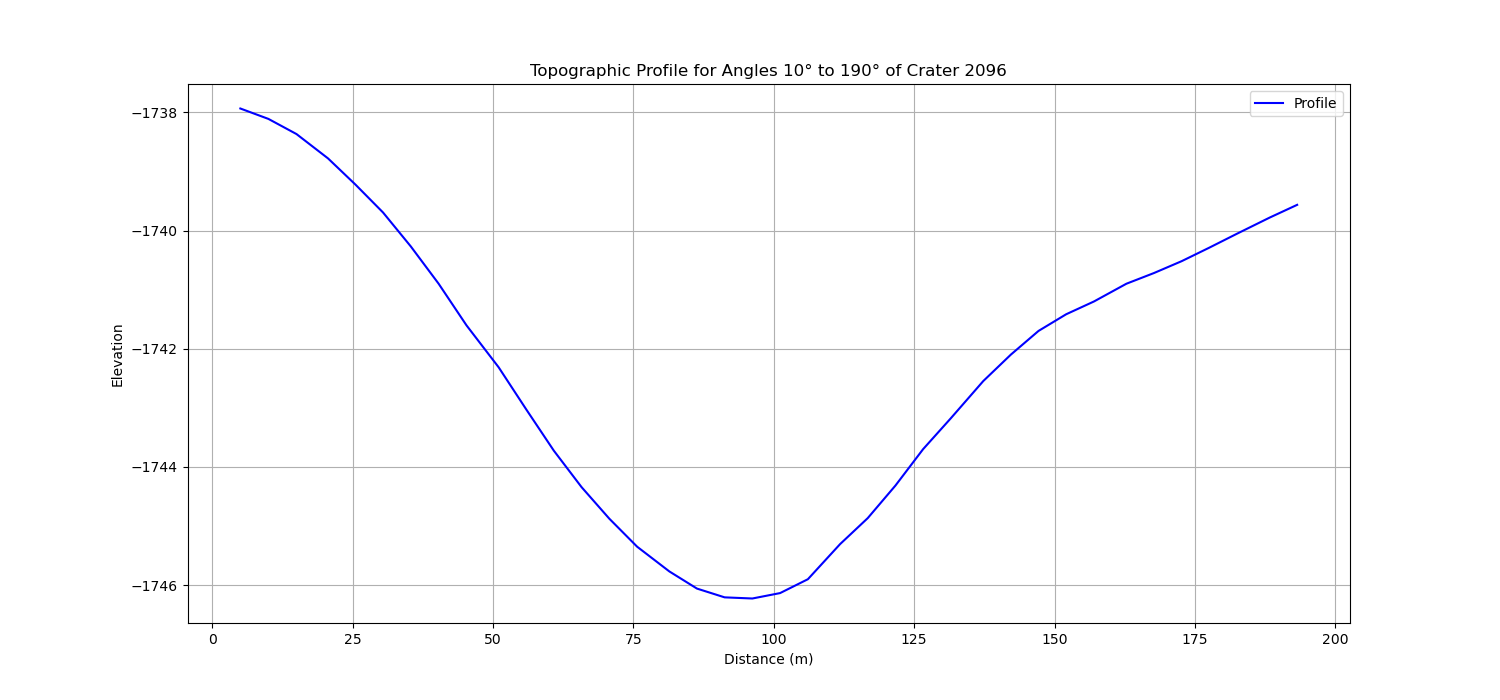 Topographic Profile for Angles 10° to 190° of Crater 2096
Profile
−1738
−1740
−1742
−1744
−1746
Elevation
0 25 50 75 100 125 150 175 200
Distance (m)